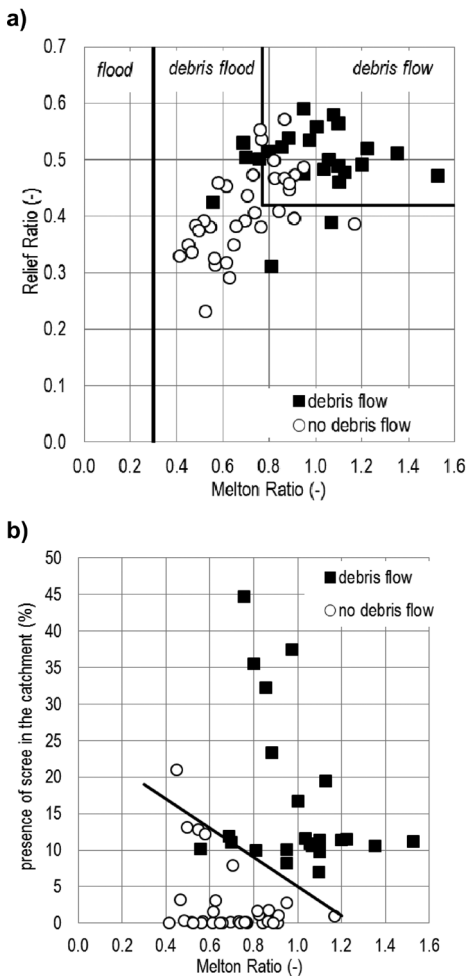 a)
flood debris flood debris flow
0.7
0.6
0.5
0.4
0.3
0.2
0.1
0.0
Relief Ratio (-)
debris flow
no debris flow
0.0 0.2 0.4 0.6 0.8 1.0 1.2 1.4 1.6
Melton Ratio (-)
b)
50
45
40
35
30
25
20
15
10
5
0
presence of scree in the catchment (%)
debris flow
no debris flow
0.0 0.2 0.4 0.6 0.8 1.0 1.2 1.4 1.6
Melton Ratio (-)